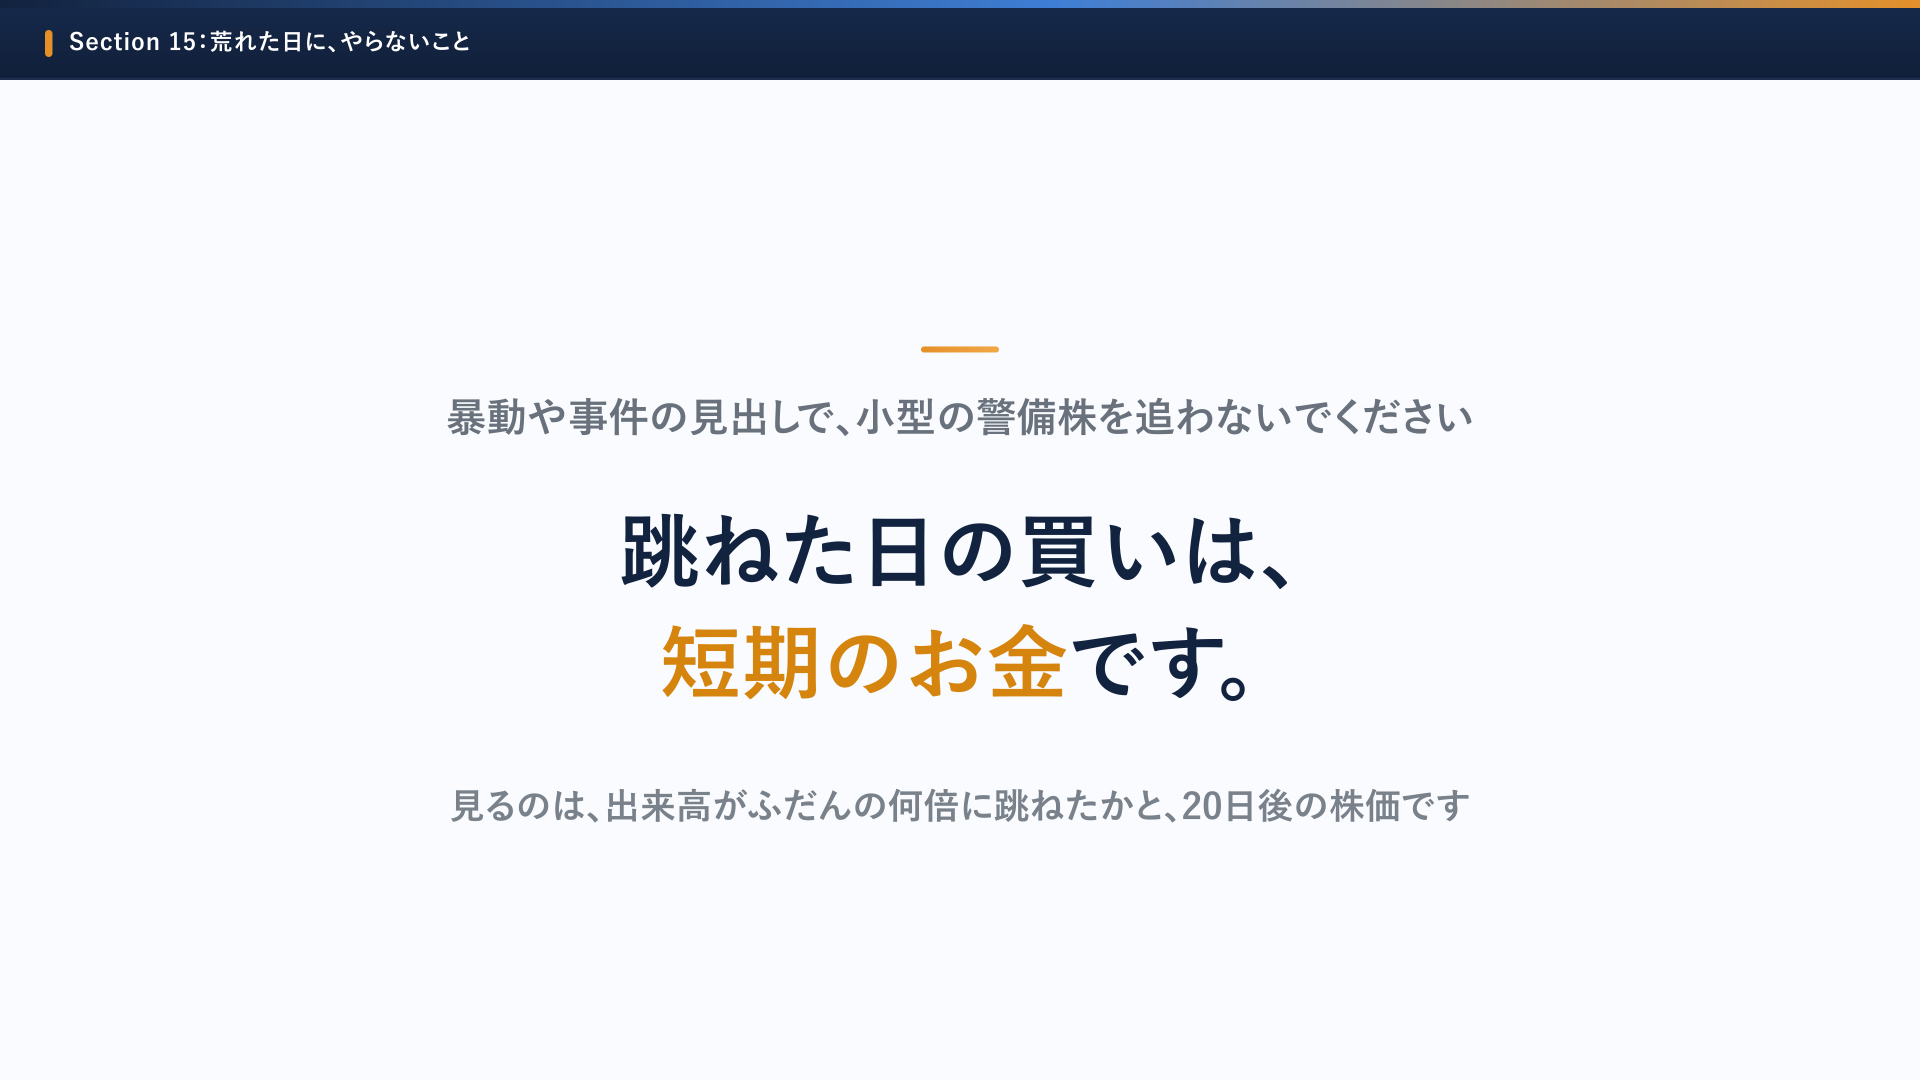 Section 15：荒れた日に、やらないこと
暴動や事件の見出しで、小型の警備株を追わないでください
跳ねた日の買いは、
短期のお金です。
見るのは、出来高がふだんの何倍に跳ねたかと、20日後の株価です